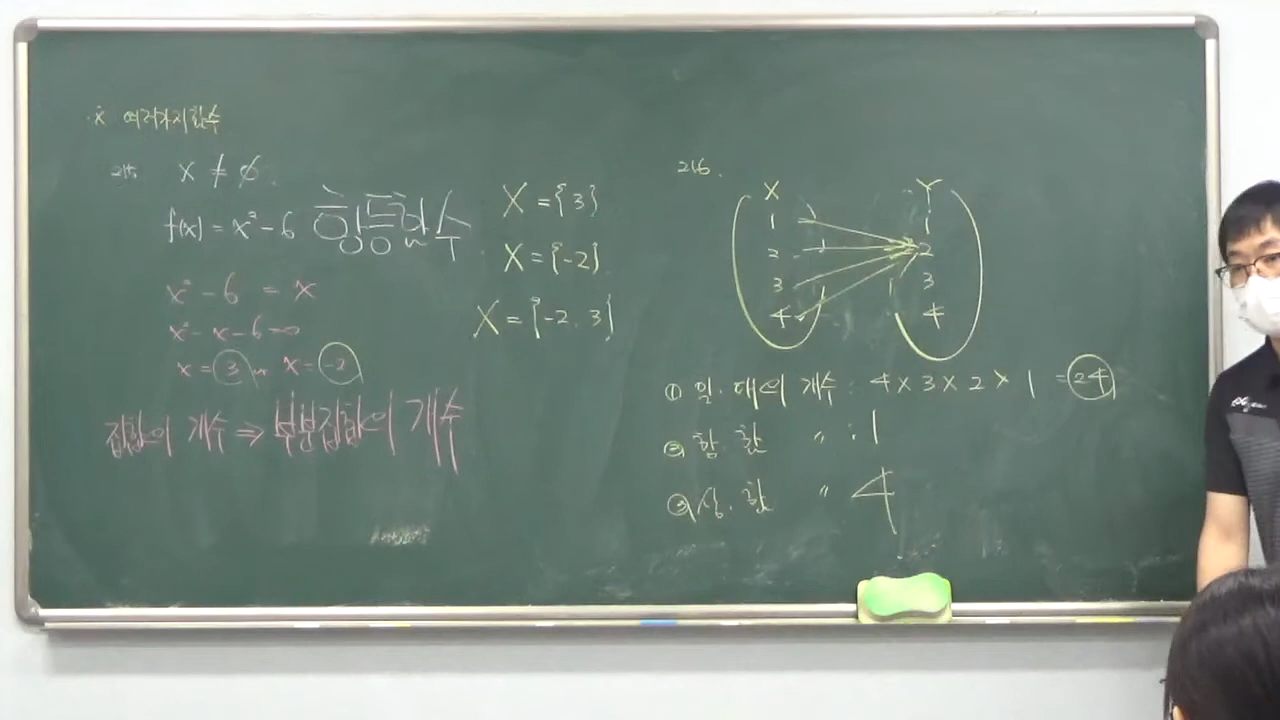 ※ 여러가지함수
215. X ≠ ∅.
f(x) = x² - 6 항등함수
x² - 6 = x
x² - x - 6 = 0
x = 3 or x = -2
집합의 개수 ⇒ 부분집합의 개수
X = {3}
X = {-2}
X = {-2, 3}
216.
X Y
1 1
2 2
3 3
4 4
① 일. 대의 개수 : 4 × 3 × 2 × 1 = 24
② 항. 함 〃 : 1
③ 상. 함 〃 4